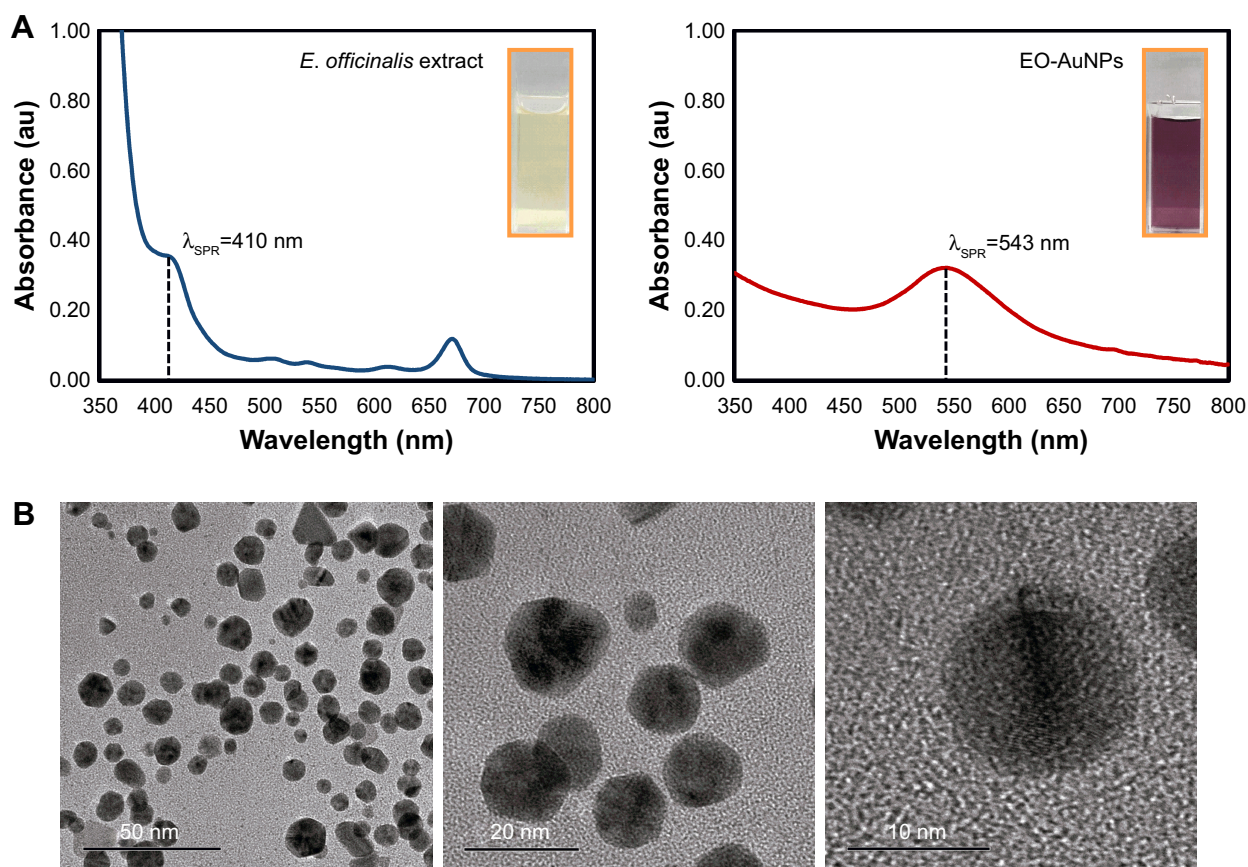 A
1.00
0.80
0.60
0.40
0.20
0.00
Absorbance (au)
E. officinalis extract
λSPR=410 nm
350 400 450 500 550 600 650 700 750 800
Wavelength (nm)
1.00
0.80
0.60
0.40
0.20
0.00
Absorbance (au)
EO-AuNPs
λSPR=543 nm
350 400 450 500 550 600 650 700 750 800
Wavelength (nm)
B
50 nm
20 nm
10 nm